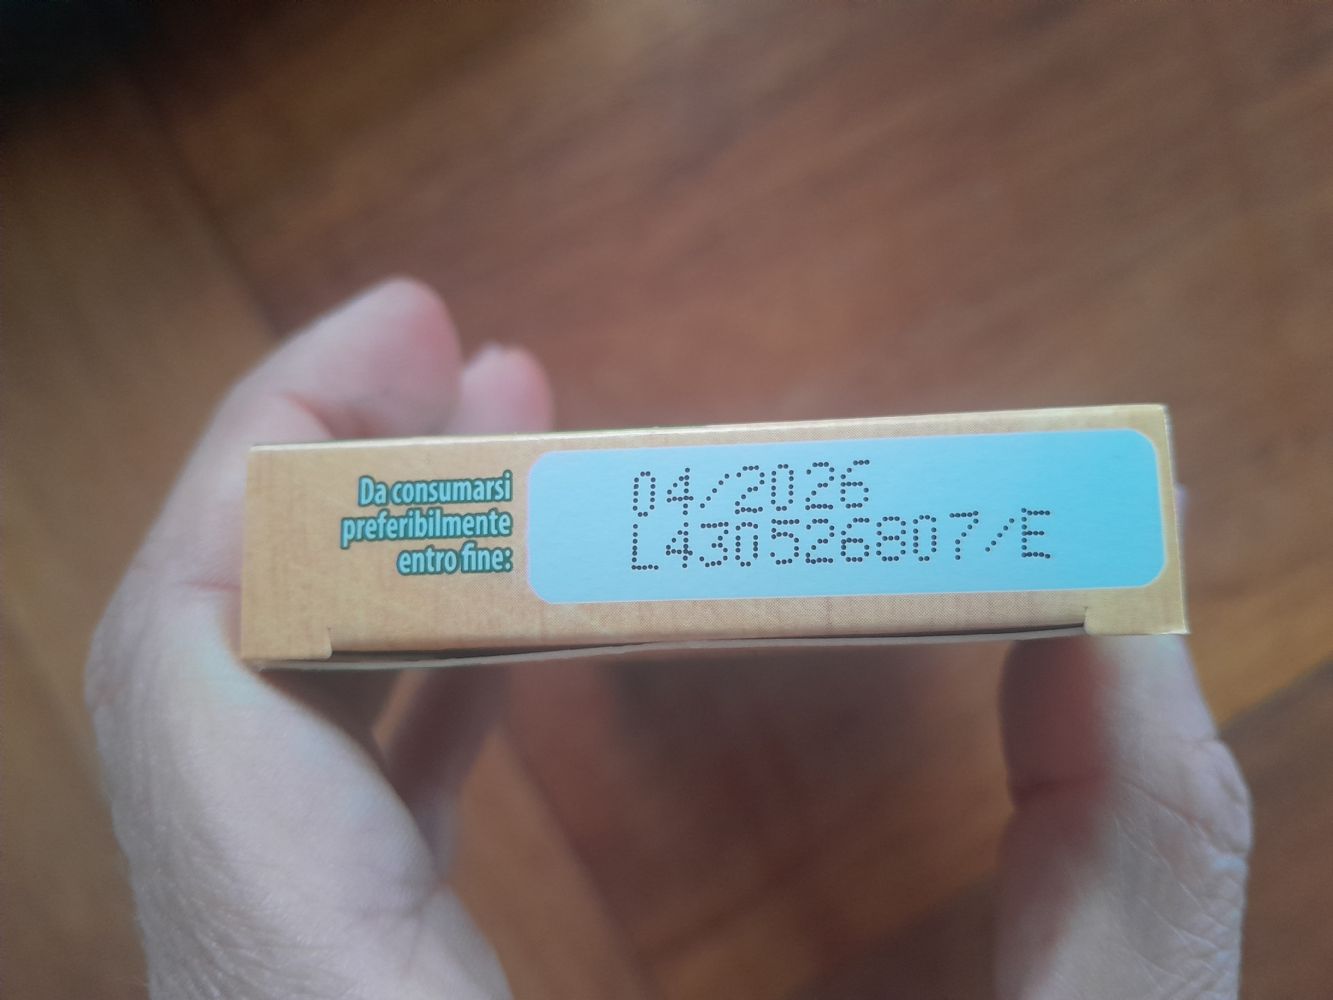 Da consumarsi
preferibilmente
entro fine:
04/2026
L430526807/E